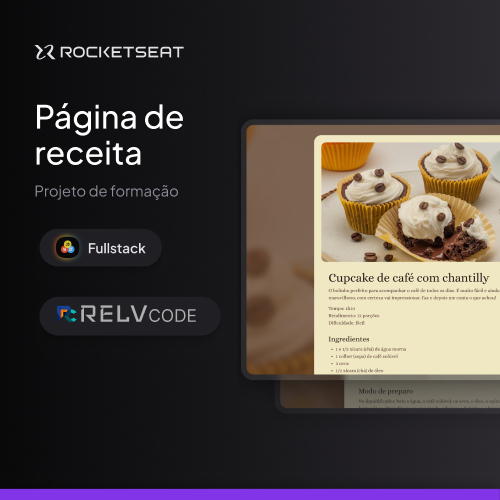 ROCKETSEAT
Página de
receita
Projeto de formação
Fullstack
RELVCODE
Cupcake de café com chantilly
O bolinho perfeito para acompanhar o café de todos os dias. É muito fácil e ainda
maravilhoso, com certeza vai impressionar. Faz e depois me conta o que achou!
Tempo: 1h10
Rendimento: 12 porções
Dificuldade: fácil
Ingredientes
• 1 e 1/2 xícara (chá) de água morna
• 1 colher (sopa) de café solúvel
• 3 ovos
• 1/2 xícara (chá) de óleo
Modo de preparo